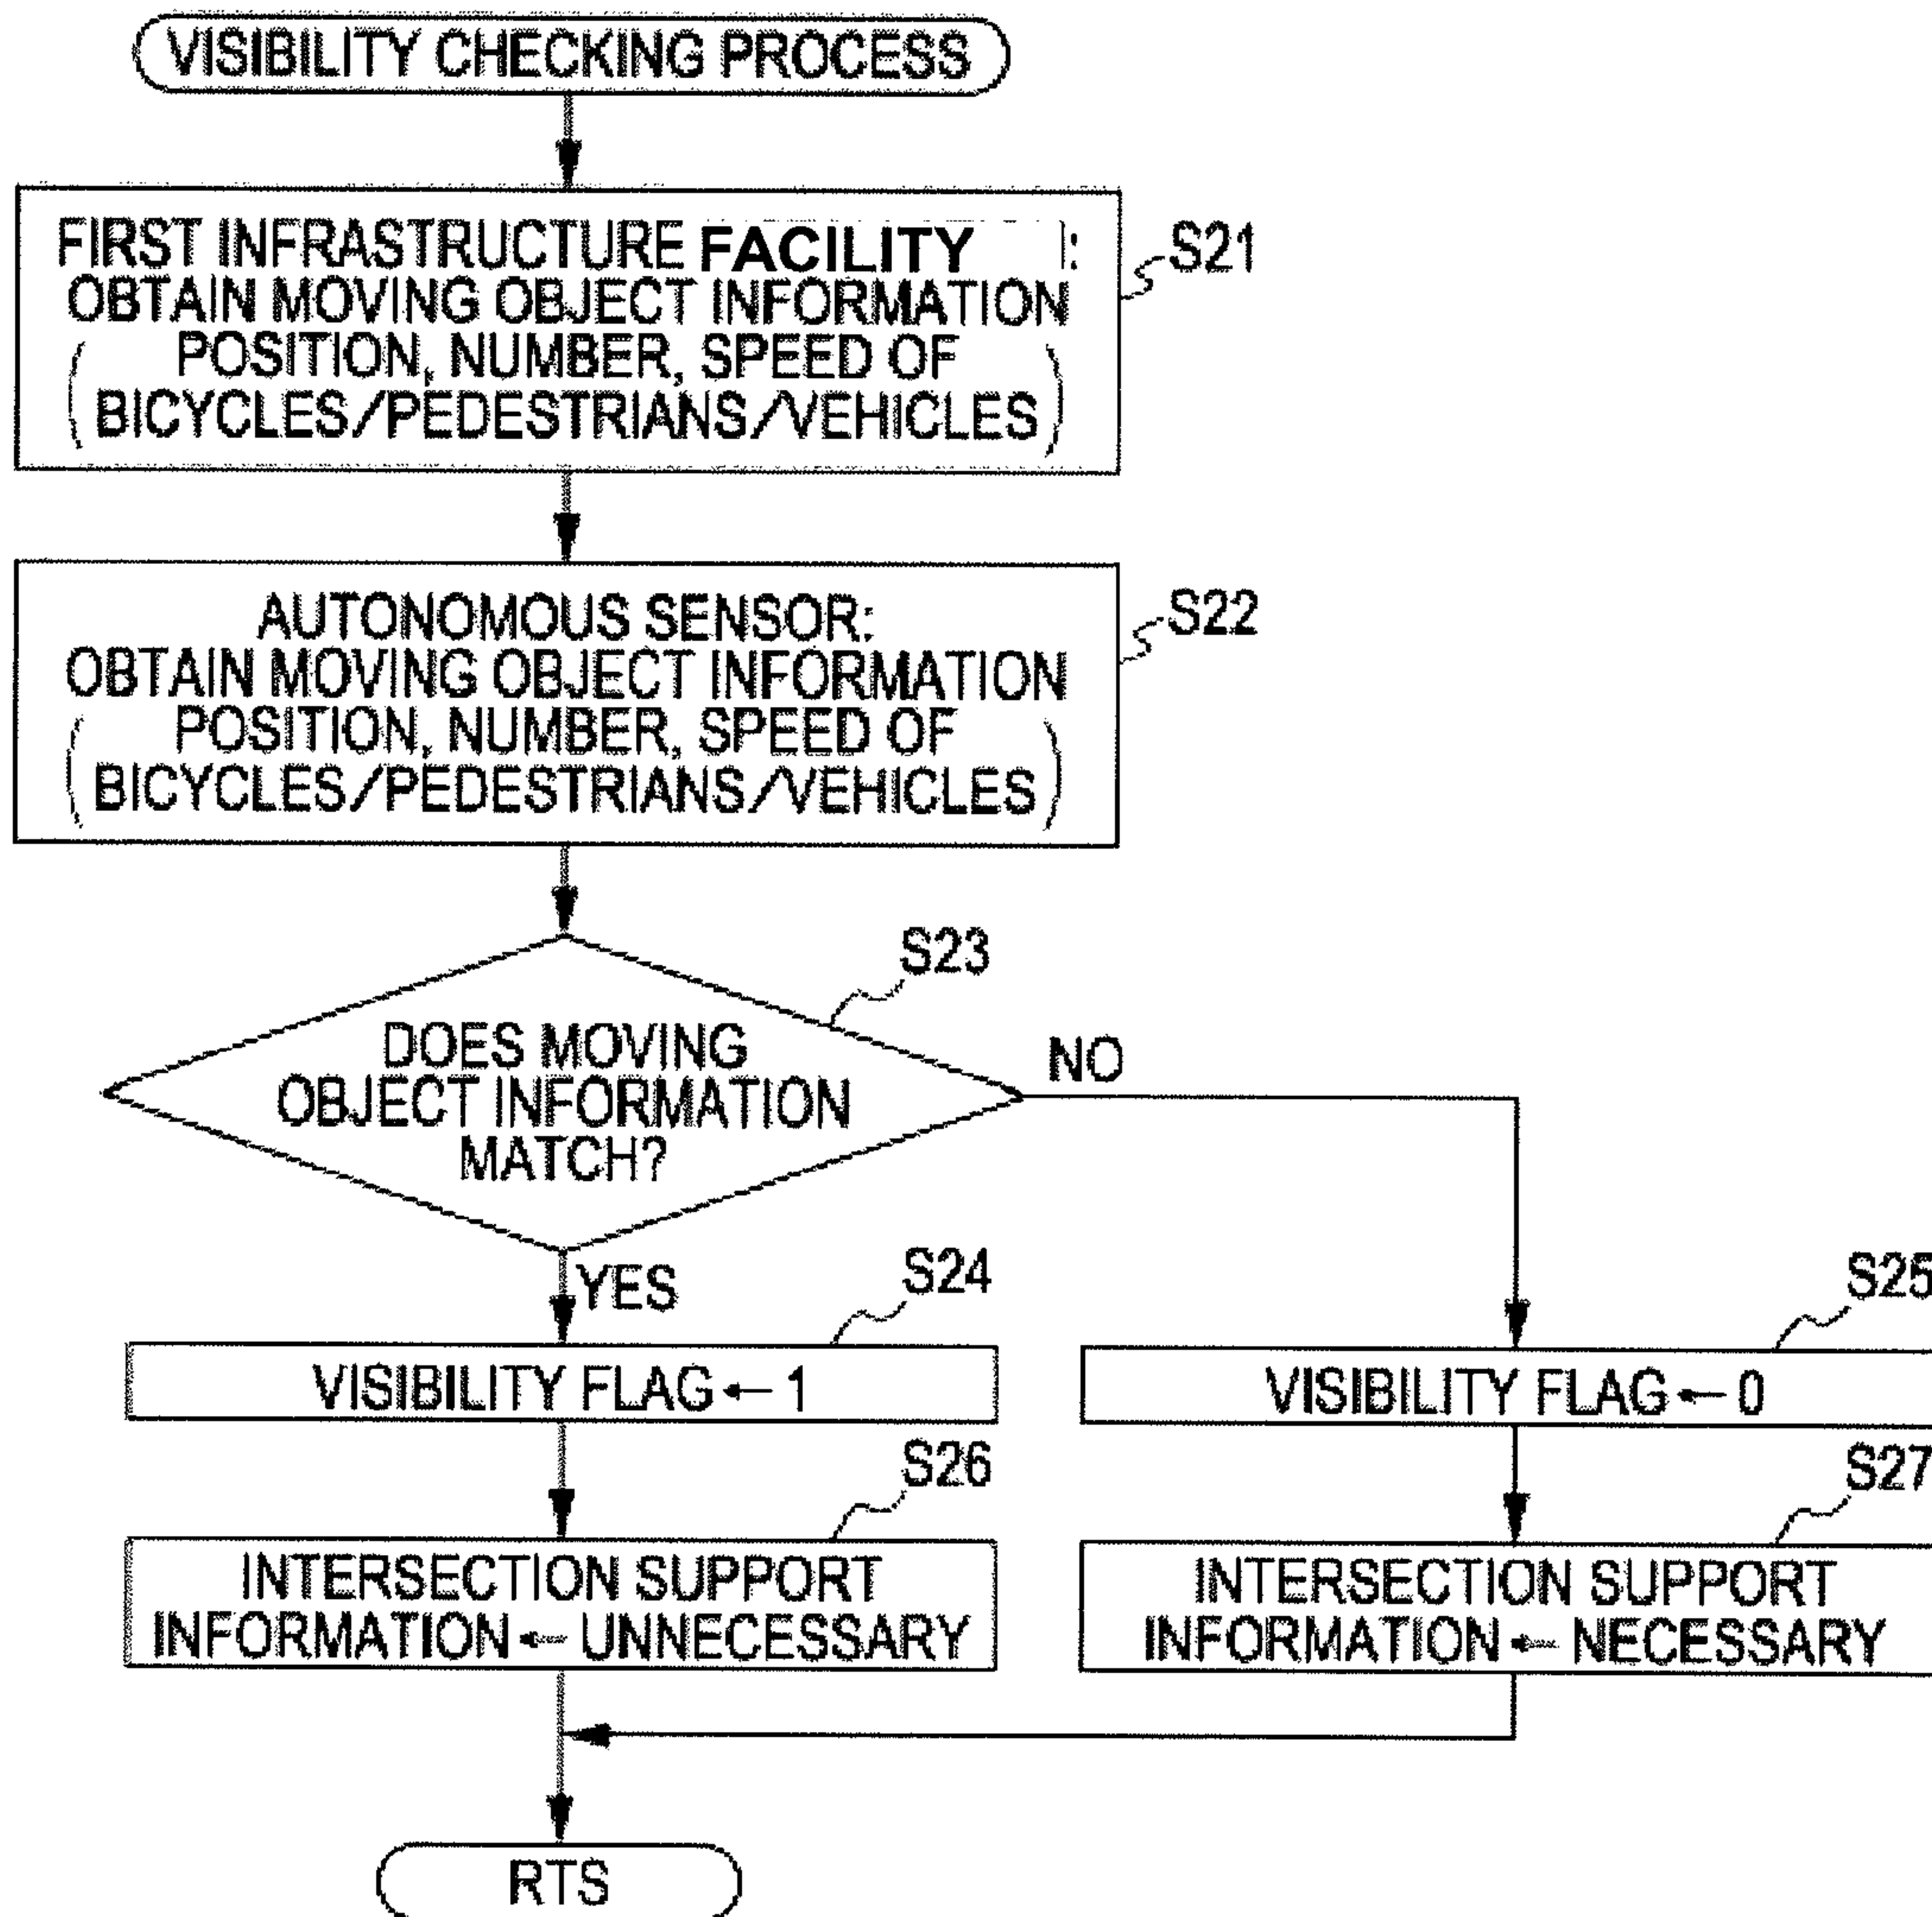 VISIBILITY CHECKING PROCESS
FIRST INFRASTRUCTURE FACILITY :
OBTAIN MOVING OBJECT INFORMATION
( POSITION, NUMBER, SPEED OF
BICYCLES/PEDESTRIANS/VEHICLES )
S21
AUTONOMOUS SENSOR:
OBTAIN MOVING OBJECT INFORMATION
( POSITION, NUMBER, SPEED OF
BICYCLES/PEDESTRIANS/VEHICLES )
S22
S23
DOES MOVING
OBJECT INFORMATION
MATCH?
NO
YES
S24
VISIBILITY FLAG ← 1
S25
VISIBILITY FLAG ← 0
S26
INTERSECTION SUPPORT
INFORMATION ← UNNECESSARY
S27
INTERSECTION SUPPORT
INFORMATION ← NECESSARY
RTS